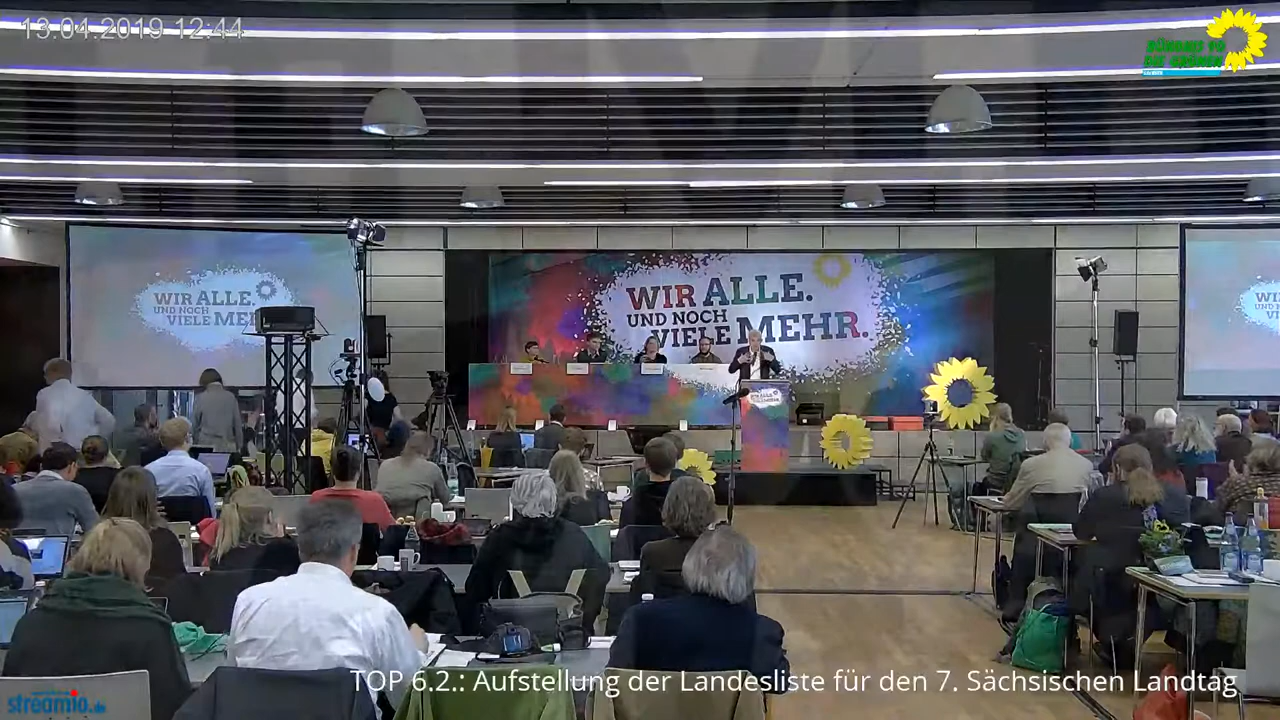 13.04.2019 12:44
BÜNDNIS 90
DIE GRÜNEN
WIR ALLE.
UND NOCH
VIELE MEHR.
WIR ALLE.
UND NOCH
VIELE
TOP 6.2.: Aufstellung der Landesliste für den 7. Sächsischen Landtag
streamio.de